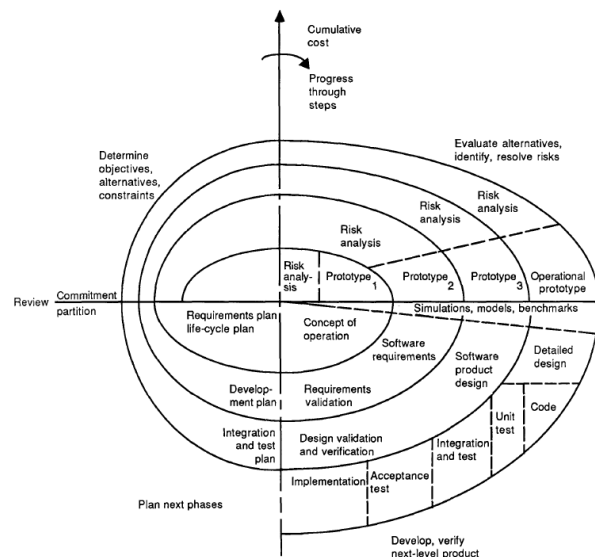 Cumulative
cost
Progress
through
steps
Determine
objectives,
alternatives,
constraints
Evaluate alternatives,
identify, resolve risks
Risk
analysis
Risk
analysis
Risk
analysis
Risk
analy-
sis
Prototype
1
Prototype
2
Prototype
3
Operational
prototype
Review
Commitment
partition
Simulations, models, benchmarks
Requirements plan
life-cycle plan
Concept of
operation
Software
requirements
Software
product
design
Detailed
design
Develop-
ment plan
Requirements
validation
Code
Unit
test
Integration
and test
plan
Design validation
and verification
Integration
and test
Acceptance
test
Implementation
Plan next phases
Develop, verify
next-level product